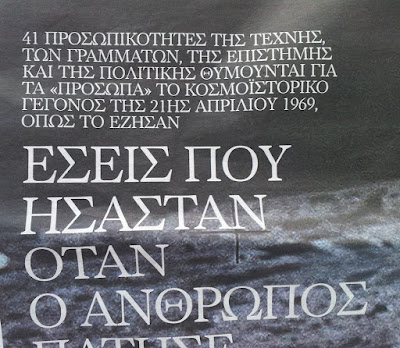 41 ΠΡΟΣΩΠΙΚΟΤΗΤΕΣ ΤΗΣ ΤΕΧΝΗΣ,
ΤΩΝ ΓΡΑΜΜΑΤΩΝ, ΤΗΣ ΕΠΙΣΤΗΜΗΣ
ΚΑΙ ΤΗΣ ΠΟΛΙΤΙΚΗΣ ΘΥΜΟΥΝΤΑΙ ΓΙΑ
ΤΑ «ΠΡΟΣΩΠΑ» ΤΟ ΚΟΣΜΟΪΣΤΟΡΙΚΟ
ΓΕΓΟΝΟΣ ΤΗΣ 21ΗΣ ΑΠΡΙΛΙΟΥ 1969,
ΟΠΩΣ ΤΟ ΕΖΗΣΑΝ
ΕΣΕΙΣ ΠΟΥ
ΗΣΑΣΤΑΝ
ΟΤΑΝ
Ο ΑΝΘΡΩΠΟΣ
ΠΑΤΗΣΕ